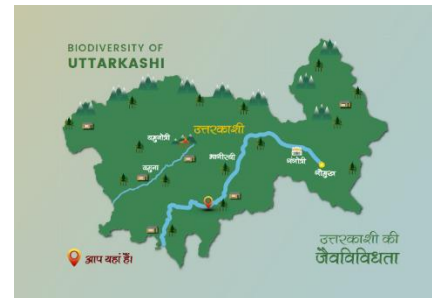 BIODIVERSITY OF
UTTARKASHI
उत्तरकाशी
यमुनोत्री
भागीरथी
गंगोत्री
गौमुख
यमुना
उत्तरकाशी की
जैवविविधता
आप यहां हैं।